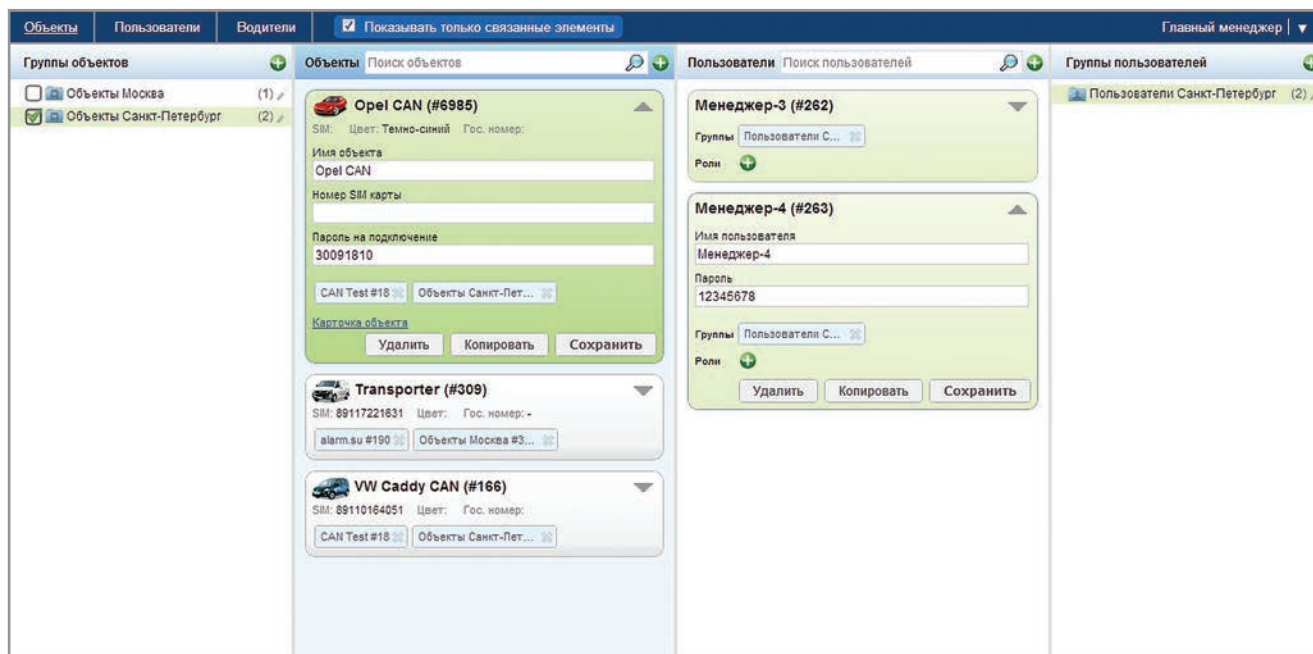 Объекты Пользователи Водители Показывать только связанные элементы Главный менеджер
Группы объектов
Объекты Москва (1)
Объекты Санкт-Петербург (2)
Объекты Поиск объектов
Opel CAN (#6985)
SIM: Цвет: Темно-синий Гос. номер:
Имя объекта
Opel CAN
Номер SIM карты
Пароль на подключение
30091810
CAN Test #18 Объекты Санкт-Пет...
Карточка объекта
Удалить Копировать Сохранить
Transporter (#309)
SIM: 89117221631 Цвет: Гос. номер: -
alarm.su #190 Объекты Москва #3...
VW Caddy CAN (#166)
SIM: 89110164051 Цвет: Гос. номер:
CAN Test #18 Объекты Санкт-Пет...
Пользователи Поиск пользователей
Менеджер-3 (#262)
Группы Пользователи С...
Роли
Менеджер-4 (#263)
Имя пользователя
Менеджер-4
Пароль
12345678
Группы Пользователи С...
Роли
Удалить Копировать Сохранить
Группы пользователей
Пользователи Санкт-Петербург (2)